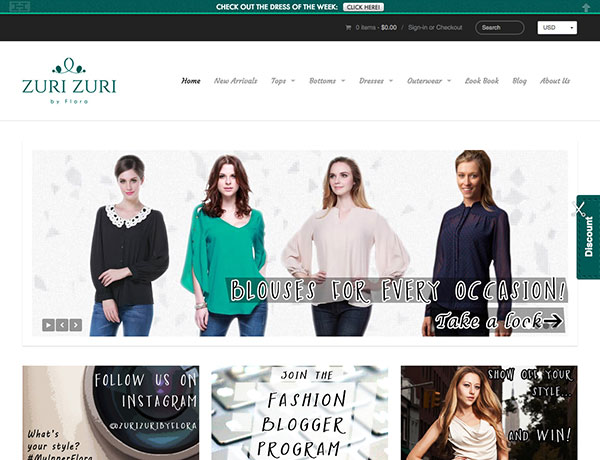 CHECK OUT THE DRESS OF THE WEEK: CLICK HERE!
0 items - $0.00 / Sign-in or Checkout Search USD
ZURI ZURI
by Flora
Home New Arrivals Tops Bottoms Dresses Outerwear Look Book Blog About Us
BLOUSES FOR EVERY OCCASION!
Take a look
Discount
FOLLOW US ON
INSTAGRAM
@ZURIZURIBYFLORA
What's
your style?
#MyInnerFlora
JOIN THE
FASHION
BLOGGER
PROGRAM
SHOW OFF YOUR
STYLE...
AND WIN!